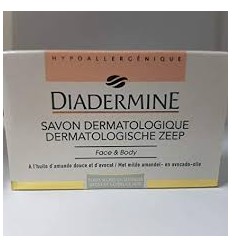 HYPOALLERGÉNIQUE
DIADERMINE
SAVON DERMATOLOGIQUE
DERMATOLOGISCHE ZEEP
Face & Body
A l'huile d'amande douce et d'avocat / Met milde amandel- en avocado-olie